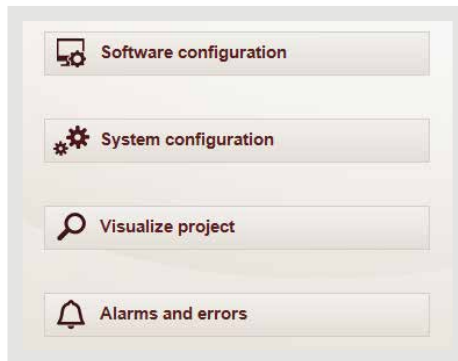 Software configuration
System configuration
Visualize project
Alarms and errors